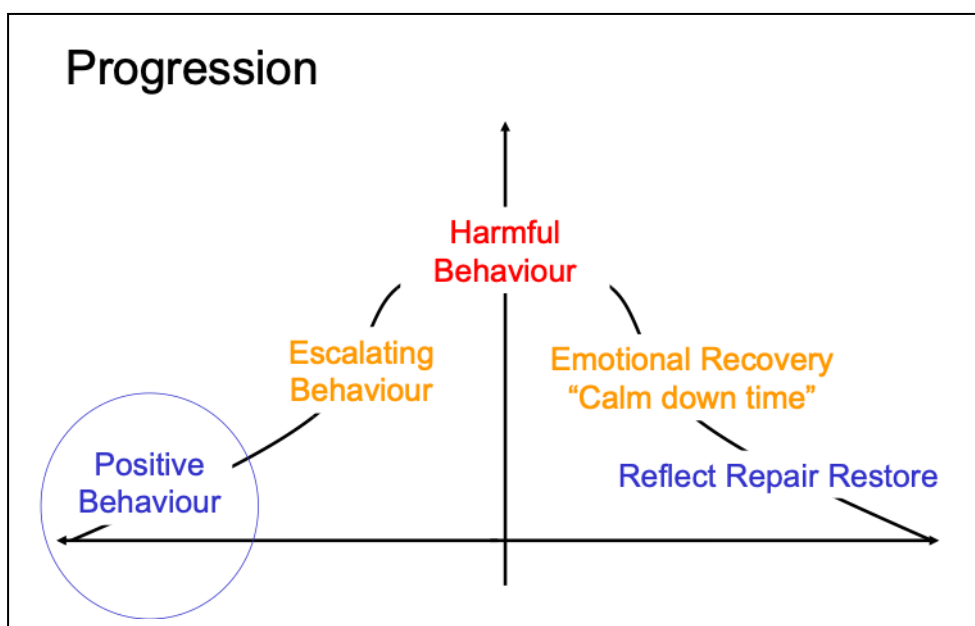 Progression
Harmful
Behaviour
Escalating
Behaviour
Emotional Recovery
“Calm down time”
Positive
Behaviour
Reflect Repair Restore